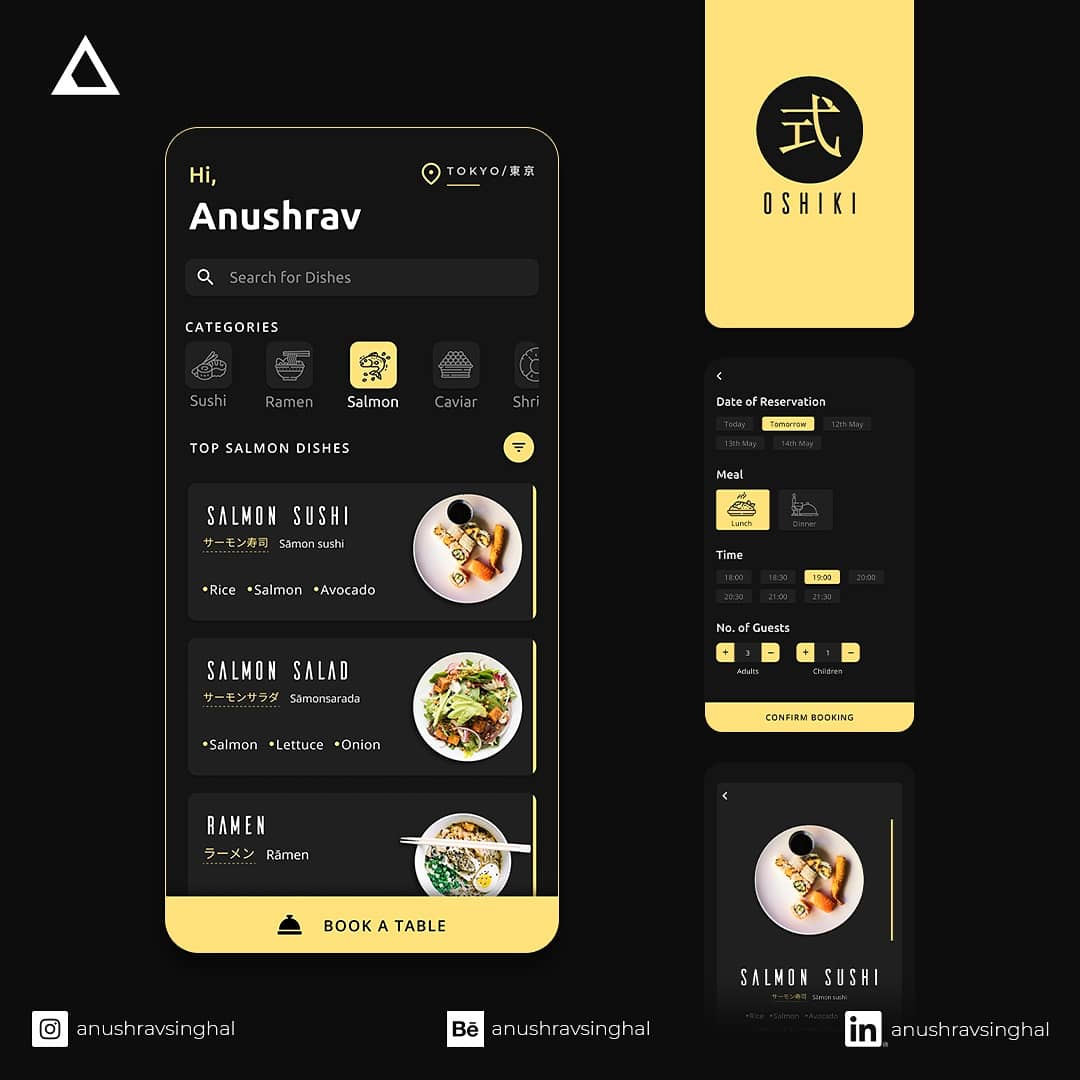 Hi,
TOKYO/東京
Anushrav
Search for Dishes
CATEGORIES
Sushi Ramen Salmon Caviar Shri
TOP SALMON DISHES
SALMON SUSHI
サーモン寿司 Sāmon sushi
•Rice •Salmon •Avocado
SALMON SALAD
サーモンサラダ Sāmonsarada
•Salmon •Lettuce •Onion
RAMEN
ラーメン Rāmen
BOOK A TABLE
式
OSHIKI
Date of Reservation
Today Tomorrow 12th May
13th May 14th May
Meal
Lunch Dinner
Time
18:00 18:30 19:00 20:00
20:30 21:00 21:30
No. of Guests
+ 3 − + 1 −
Adults Children
CONFIRM BOOKING
SALMON SUSHI
サーモン寿司 Sāmon sushi
•Rice •Salmon •Avocado
anushravsinghal
Bē anushravsinghal
in anushravsinghal